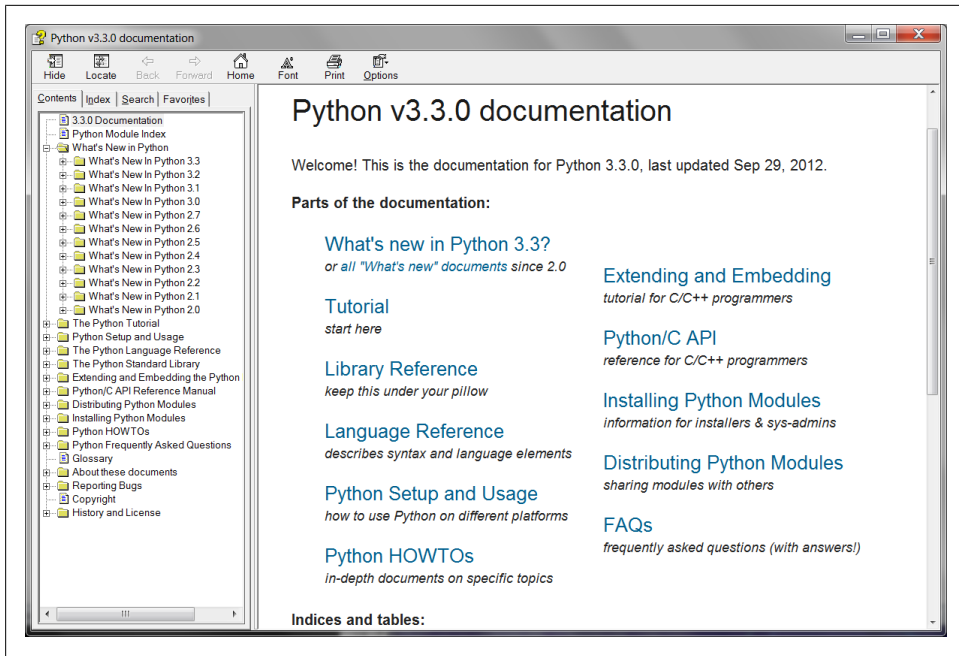 Python v3.3.0 documentation
Hide Locate Back Forward Home Font Print Options
Contents Index Search Favorites
3.3.0 Documentation
Python Module Index
What's New in Python
What's New In Python 3.3
What's New In Python 3.2
What's New In Python 3.1
What's New In Python 3.0
What's New in Python 2.7
What's New in Python 2.6
What's New in Python 2.5
What's New in Python 2.4
What's New in Python 2.3
What's New in Python 2.2
What's New in Python 2.1
What's New in Python 2.0
The Python Tutorial
Python Setup and Usage
The Python Language Reference
The Python Standard Library
Extending and Embedding the Python
Python/C API Reference Manual
Distributing Python Modules
Installing Python Modules
Python HOWTOs
Python Frequently Asked Questions
Glossary
About these documents
Reporting Bugs
Copyright
History and License
Python v3.3.0 documentation
Welcome! This is the documentation for Python 3.3.0, last updated Sep 29, 2012.
Parts of the documentation:
What's new in Python 3.3?
or all "What's new" documents since 2.0
Tutorial
start here
Library Reference
keep this under your pillow
Language Reference
describes syntax and language elements
Python Setup and Usage
how to use Python on different platforms
Python HOWTOs
in-depth documents on specific topics
Extending and Embedding
tutorial for C/C++ programmers
Python/C API
reference for C/C++ programmers
Installing Python Modules
information for installers & sys-admins
Distributing Python Modules
sharing modules with others
FAQs
frequently asked questions (with answers!)
Indices and tables: